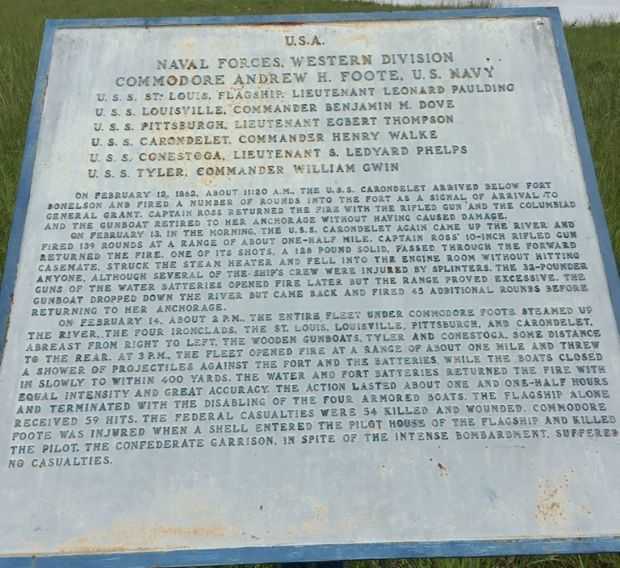 U.S.A.
NAVAL FORCES, WESTERN DIVISION
COMMODORE ANDREW H. FOOTE, U.S. NAVY
U. S. S. ST. LOUIS, FLAGSHIP, LIEUTENANT LEONARD PAULDING
U. S. S. LOUISVILLE, COMMANDER BENJAMIN M. DOVE
U. S. S. PITTSBURGH, LIEUTENANT EGBERT THOMPSON
U. S. S. CARONDELET, COMMANDER HENRY WALKE
U. S. S. CONESTOGA, LIEUTENANT S. LEDYARD PHELPS
U. S. S. TYLER, COMMANDER WILLIAM GWIN
ON FEBRUARY 12, 1862, ABOUT 11:20 A.M., THE U.S.S. CARONDELET ARRIVED BELOW FORT
DONELSON AND FIRED A NUMBER OF ROUNDS INTO THE FORT AS A SIGNAL OF ARRIVAL TO
GENERAL GRANT. CAPTAIN ROSS RETURNED THE FIRE WITH THE RIFLED GUN AND THE COLUMBIAD
AND THE GUNBOAT RETIRED TO HER ANCHORAGE WITHOUT HAVING CAUSED DAMAGE.
ON FEBRUARY 13, IN THE MORNING, THE U.S.S. CARONDELET AGAIN CAME UP THE RIVER AND
FIRED 139 ROUNDS AT A RANGE OF ABOUT ONE-HALF MILE. CAPTAIN ROSS' 10-INCH RIFLED GUN
RETURNED THE FIRE. ONE OF ITS SHOTS, A 128 POUND SOLID, PASSED THROUGH THE FORWARD
CASEMATE, STRUCK THE STEAM HEATER AND FELL INTO THE ENGINE ROOM WITHOUT HITTING
ANYONE, ALTHOUGH SEVERAL OF THE SHIP'S CREW WERE INJURED BY SPLINTERS. THE 32-POUNDER
GUNS OF THE WATER BATTERIES OPENED FIRE LATER BUT THE RANGE PROVED EXCESSIVE. THE
GUNBOAT DROPPED DOWN THE RIVER BUT CAME BACK AND FIRED 45 ADDITIONAL ROUNDS BEFORE
RETURNING TO HER ANCHORAGE.
ON FEBRUARY 14, ABOUT 2 P.M., THE ENTIRE FLEET UNDER COMMODORE FOOTE STEAMED UP
THE RIVER, THE FOUR IRONCLADS, THE ST. LOUIS, LOUISVILLE, PITTSBURGH, AND CARONDELET,
ABREAST FROM RIGHT TO LEFT, THE WOODEN GUNBOATS, TYLER AND CONESTOGA, SOME DISTANCE
TO THE REAR. AT 3 P.M., THE FLEET OPENED FIRE AT A RANGE OF ABOUT ONE MILE AND THREW
A SHOWER OF PROJECTILES AGAINST THE FORT AND THE BATTERIES, WHILE THE BOATS CLOSED
IN SLOWLY TO WITHIN 400 YARDS. THE WATER AND FORT BATTERIES RETURNED THE FIRE WITH
EQUAL INTENSITY AND GREAT ACCURACY. THE ACTION LASTED ABOUT ONE AND ONE-HALF HOURS
AND TERMINATED WITH THE DISABLING OF THE FOUR ARMORED BOATS. THE FLAGSHIP ALONE
RECEIVED 59 HITS. THE FEDERAL CASUALTIES WERE 54 KILLED AND WOUNDED. COMMODORE
FOOTE WAS INJURED WHEN A SHELL ENTERED THE PILOT HOUSE OF THE FLAGSHIP AND KILLED
THE PILOT. THE CONFEDERATE GARRISON, IN SPITE OF THE INTENSE BOMBARDMENT, SUFFERED
NO CASUALTIES.